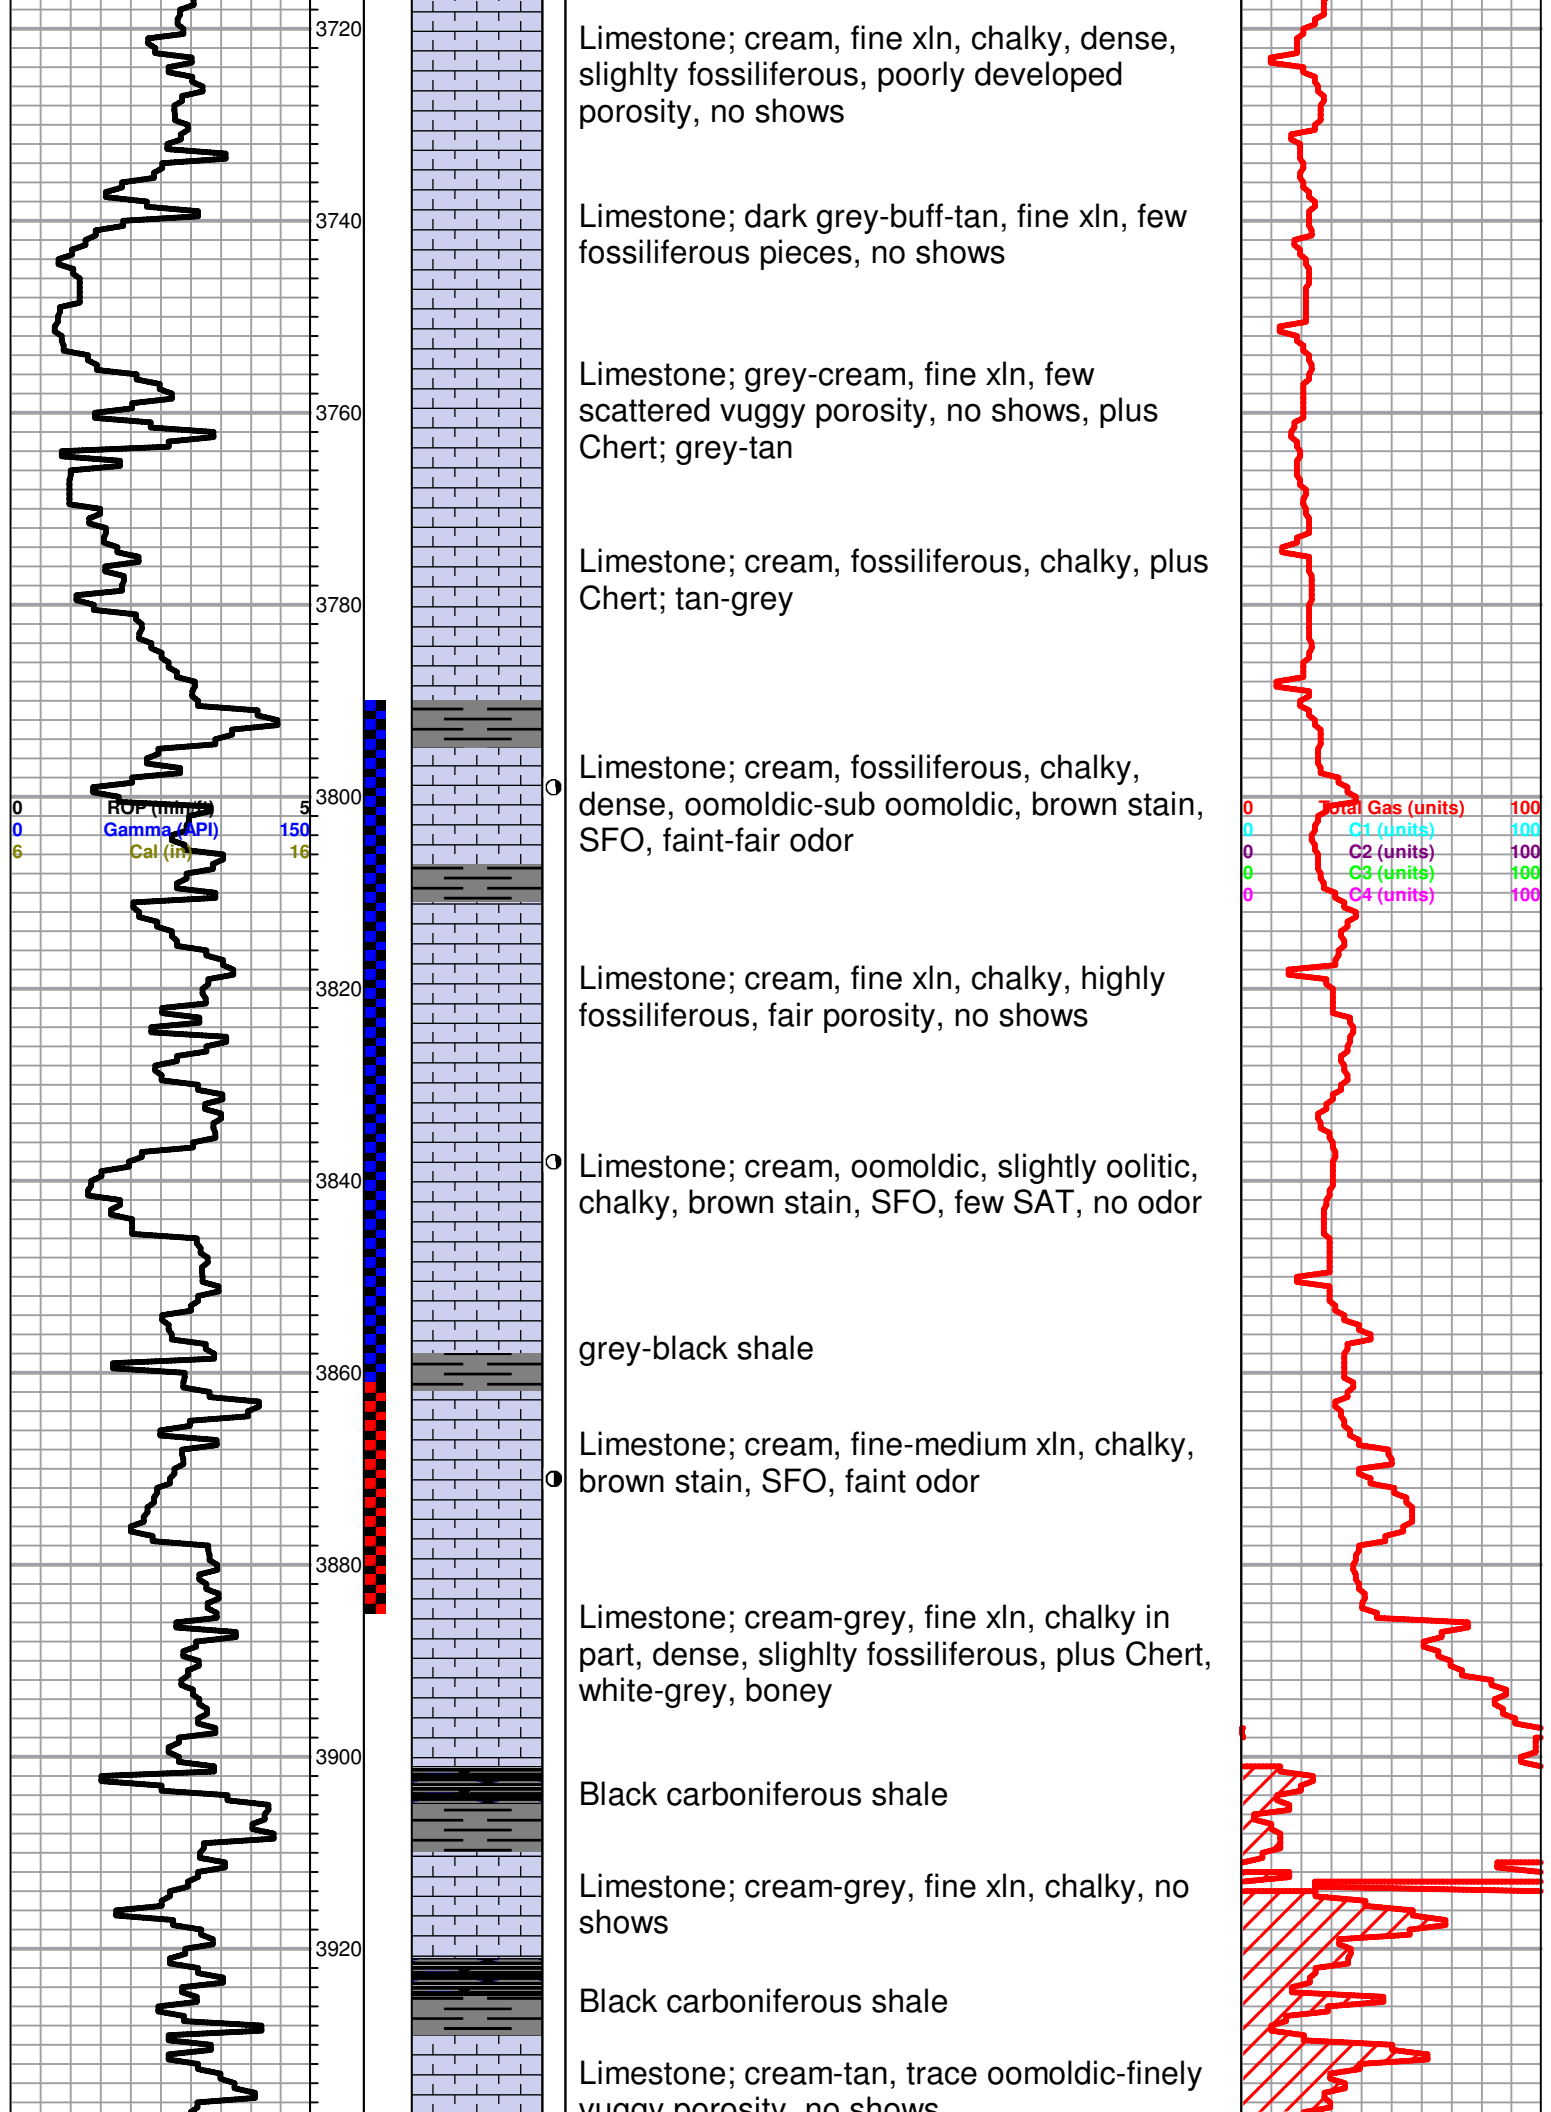 3720
Limestone; cream, fine xln, chalky, dense,
slighlty fossiliferous, poorly developed
porosity, no shows
3740
Limestone; dark grey-buff-tan, fine xln, few
fossiliferous pieces, no shows
3760
Limestone; grey-cream, fine xln, few
scattered vuggy porosity, no shows, plus
Chert; grey-tan
3780
Limestone; cream, fossiliferous, chalky, plus
Chert; tan-grey
3800
Limestone; cream, fossiliferous, chalky,
dense, oomoldic-sub oomoldic, brown stain,
SFO, faint-fair odor
0 ROP (min/ft) 5
0 Gamma (API) 150
6 Cal (in) 16
0 Total Gas (units) 100
0 C1 (units) 100
0 C2 (units) 100
0 C3 (units) 100
0 C4 (units) 100
3820
Limestone; cream, fine xln, chalky, highly
fossiliferous, fair porosity, no shows
3840
Limestone; cream, oomoldic, slightly oolitic,
chalky, brown stain, SFO, few SAT, no odor
3860
grey-black shale
Limestone; cream, fine-medium xln, chalky,
brown stain, SFO, faint odor
3880
Limestone; cream-grey, fine xln, chalky in
part, dense, slighlty fossiliferous, plus Chert,
white-grey, boney
3900
Black carboniferous shale
Limestone; cream-grey, fine xln, chalky, no
shows
3920
Black carboniferous shale
Limestone; cream-tan, trace oomoldic-finely
vuggy porosity, no shows